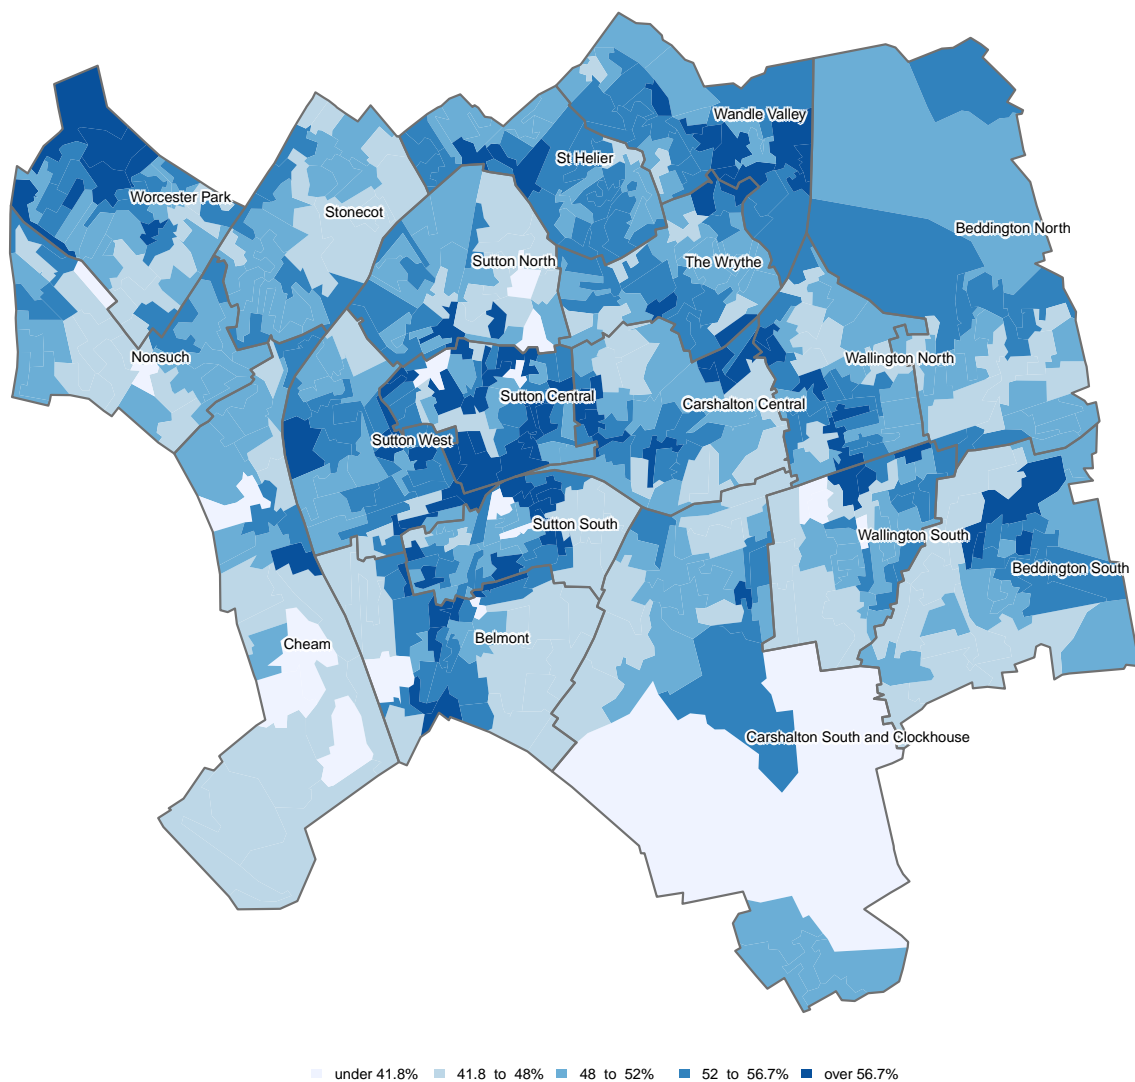 Wandle Valley
St Helier
Worcester Park
Stonecot
Beddington North
Sutton North
The Wrythe
Nonsuch
Wallington North
Sutton Central
Carshalton Central
Sutton West
Sutton South
Wallington South
Beddington South
Belmont
Cheam
Carshalton South and Clockhouse
under 41.8% 41.8 to 48% 48 to 52% 52 to 56.7% over 56.7%